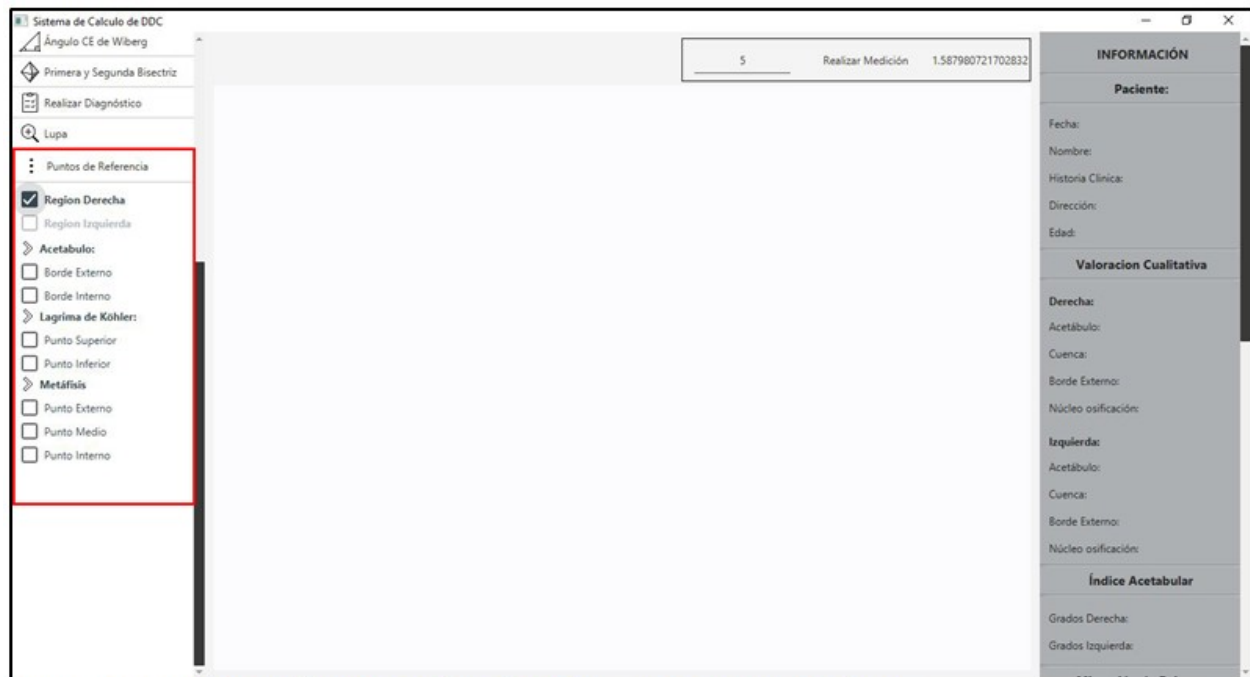 Sistema de Calculo de DDC
Ángulo CE de Wiberg
Primera y Segunda Bisectriz
Realizar Diagnóstico
Lupa
Puntos de Referencia
Region Derecha
Region Izquierda
Acetabulo:
Borde Externo
Borde Interno
Lagrima de Köhler:
Punto Superior
Punto Inferior
Metáfisis
Punto Externo
Punto Medio
Punto Interno
5 Realizar Medición 1.587980721702832
INFORMACIÓN
Paciente:
Fecha:
Nombre:
Historia Clinica:
Dirección:
Edad:
Valoracion Cualitativa
Derecha:
Acetábulo:
Cuenca:
Borde Externo:
Núcleo osificación:
Izquierda:
Acetábulo:
Cuenca:
Borde Externo:
Núcleo osificación:
Índice Acetabular
Grados Derecha:
Grados Izquierda: